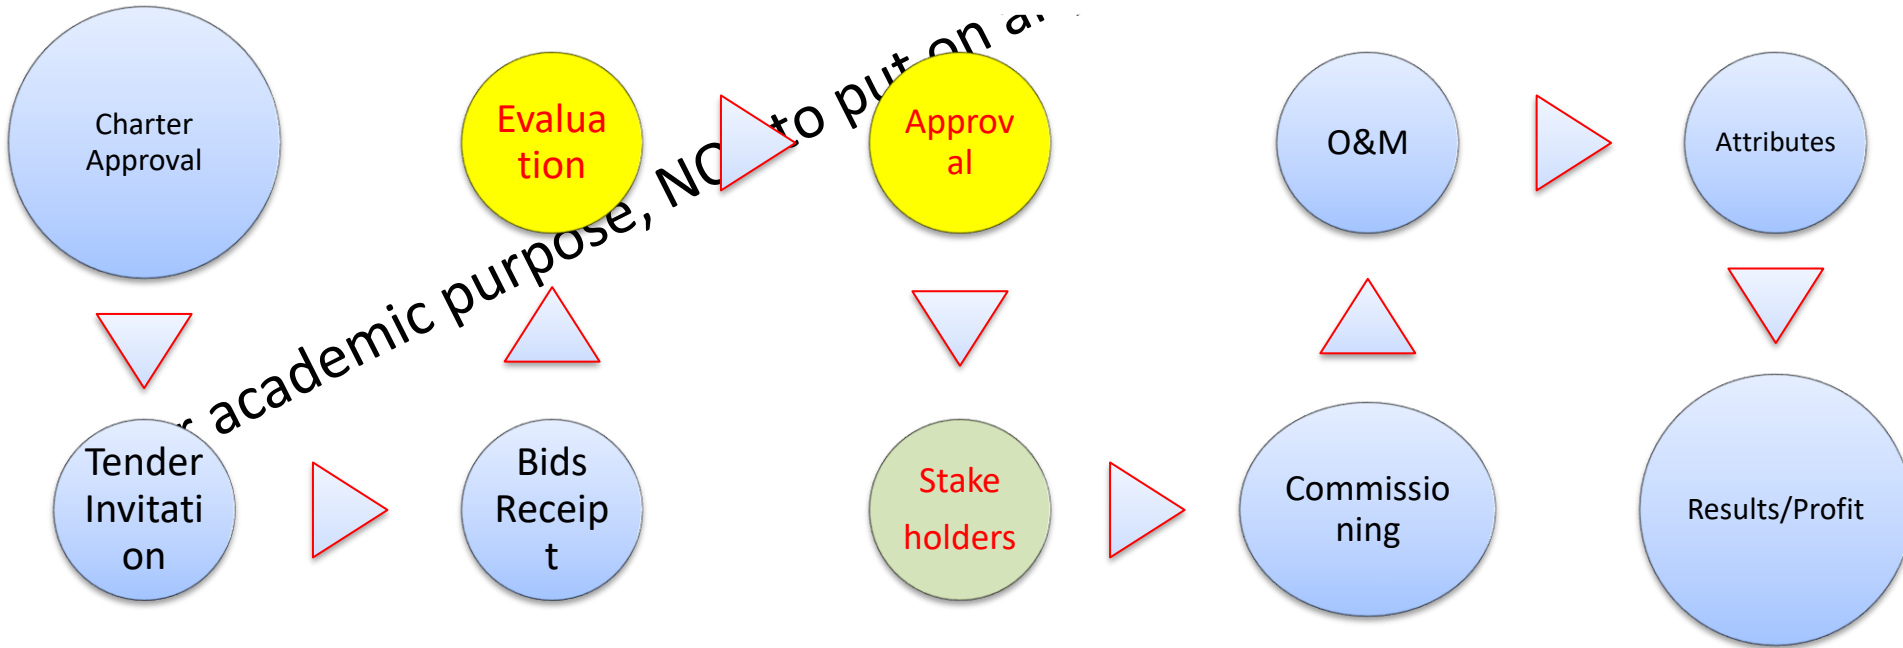 Charter
Approval
Tender
Invitati
on
Bids
Receip
t
Evalua
tion
Approv
al
Stake
holders
Commissio
ning
O&M
Attributes
Results/Profit
academic purpose, to put on